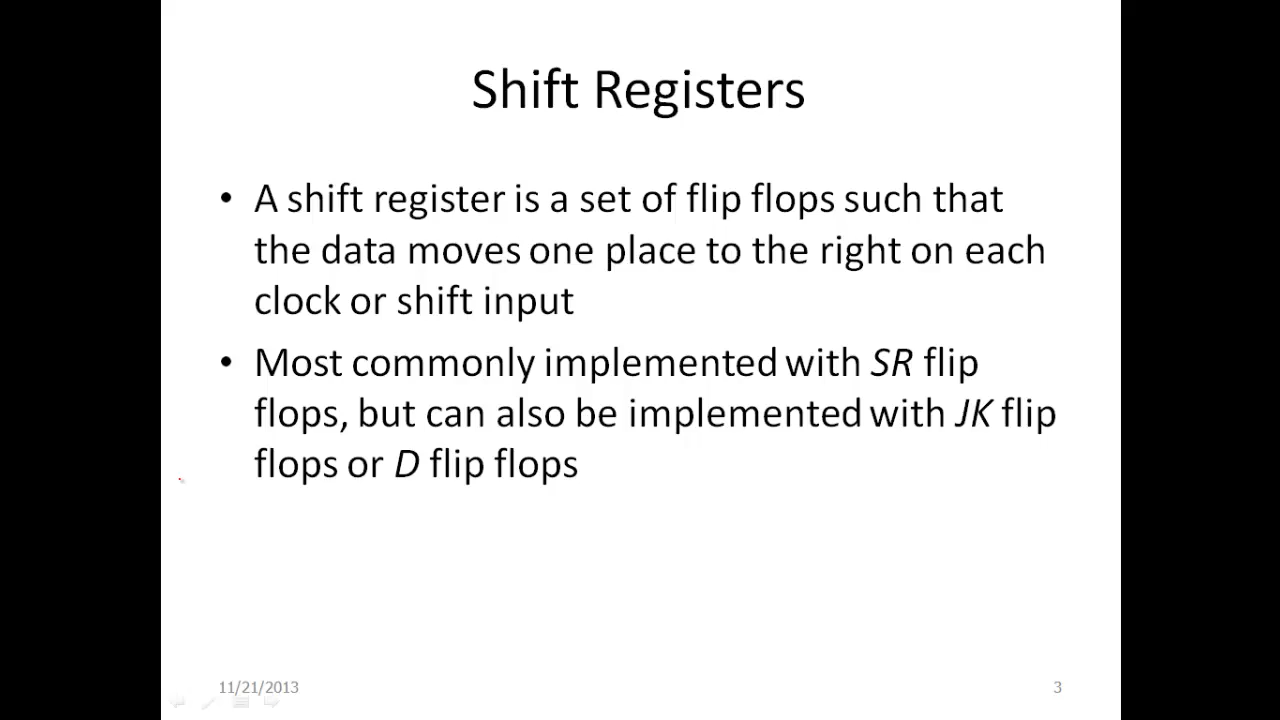 Shift Registers
• A shift register is a set of flip flops such that
the data moves one place to the right on each
clock or shift input
• Most commonly implemented with SR flip
flops, but can also be implemented with JK flip
flops or D flip flops
11/21/2013
3